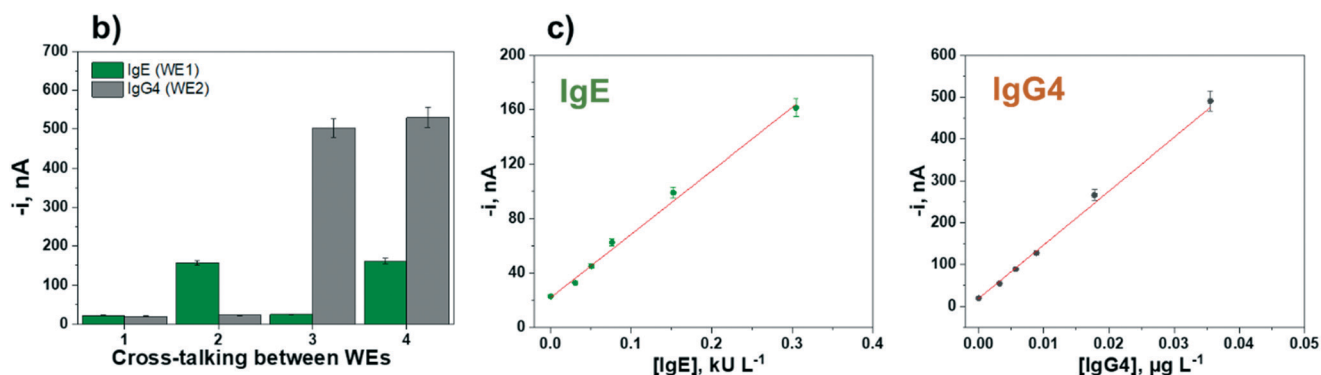 b)
700
600
500
400
300
200
100
0
-i, nA
IgE (WE1)
IgG4 (WE2)
1 2 3 4
Cross-talking between WEs
c)
200
160
120
80
40
0
-i, nA
IgE
0.0 0.1 0.2 0.3 0.4
[IgE], kU L⁻¹
600
500
400
300
200
100
0
-i, nA
IgG4
0.00 0.01 0.02 0.03 0.04 0.05
[IgG4], µg L⁻¹